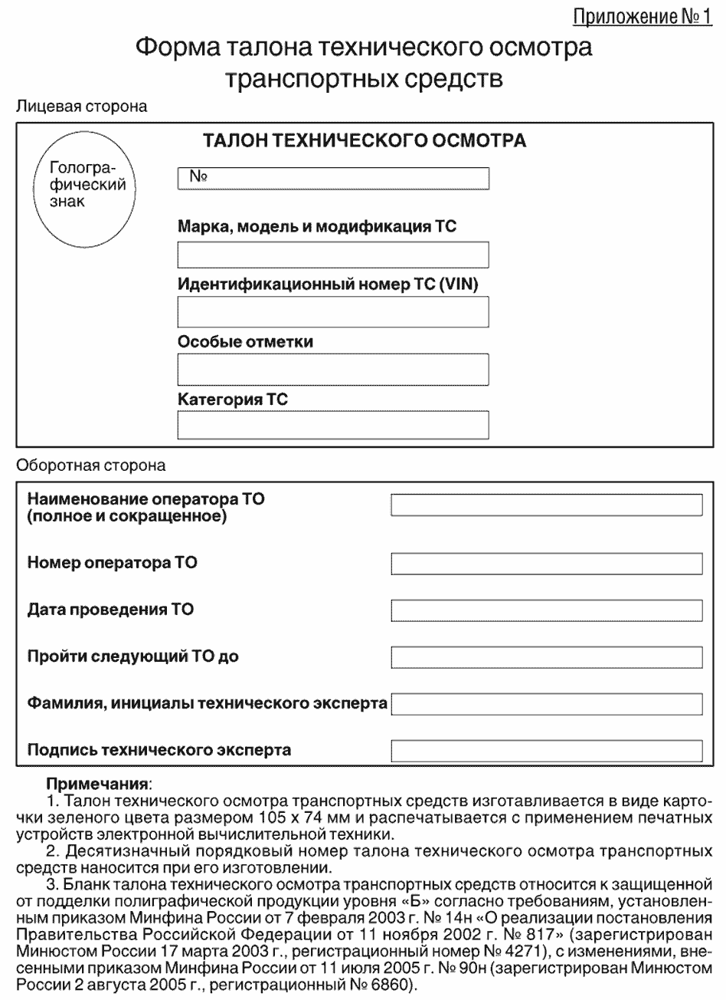 Приложение № 1
Форма талона технического осмотра
транспортных средств
Лицевая сторона
ТАЛОН ТЕХНИЧЕСКОГО ОСМОТРА
Гологра-
фический
знак
№
Марка, модель и модификация ТС
Идентификационный номер ТС (VIN)
Особые отметки
Категория ТС
Оборотная сторона
Наименование оператора ТО
(полное и сокращенное)
Номер оператора ТО
Дата проведения ТО
Пройти следующий ТО до
Фамилия, инициалы технического эксперта
Подпись технического эксперта
Примечания:
1. Талон технического осмотра транспортных средств изготавливается в виде карто-
чки зеленого цвета размером 105 х 74 мм и распечатывается с применением печатных
устройств электронной вычислительной техники.
2. Десятизначный порядковый номер талона технического осмотра транспортных
средств наносится при его изготовлении.
3. Бланк талона технического осмотра транспортных средств относится к защищенной
от подделки полиграфической продукции уровня «Б» согласно требованиям, установлен-
ным приказом Минфина России от 7 февраля 2003 г. № 14н «О реализации постановления
Правительства Российской Федерации от 11 ноября 2002 г. № 817» (зарегистрирован
Минюстом России 17 марта 2003 г., регистрационный номер № 4271), с изменениями, вне-
сенными приказом Минфина России от 11 июля 2005 г. № 90н (зарегистрирован Минюстом
России 2 августа 2005 г., регистрационный № 6860).